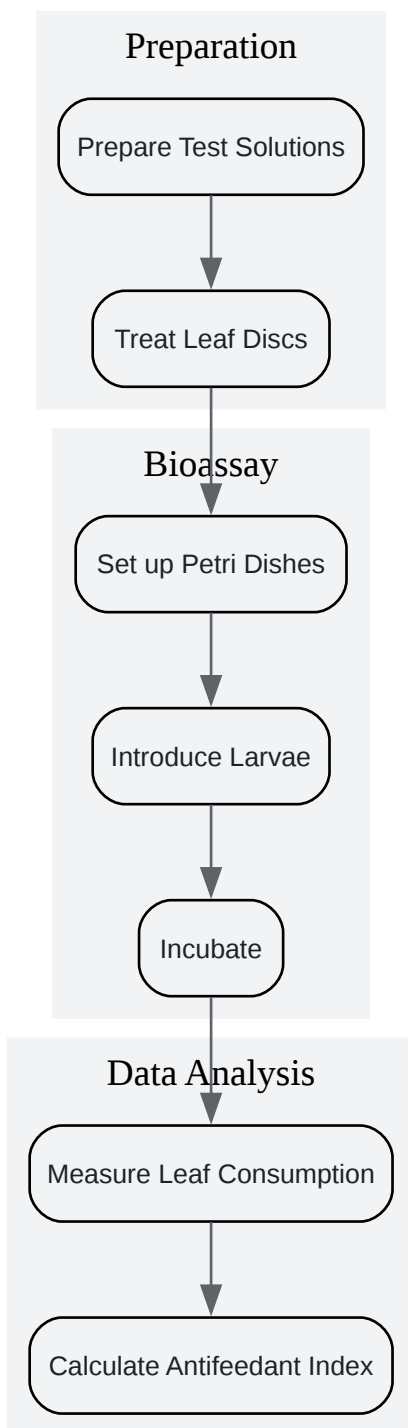 Preparation
Prepare Test Solutions
Treat Leaf Discs
Bioassay
Set up Petri Dishes
Introduce Larvae
Incubate
Data Analysis
Measure Leaf Consumption
Calculate Antifeedant Index